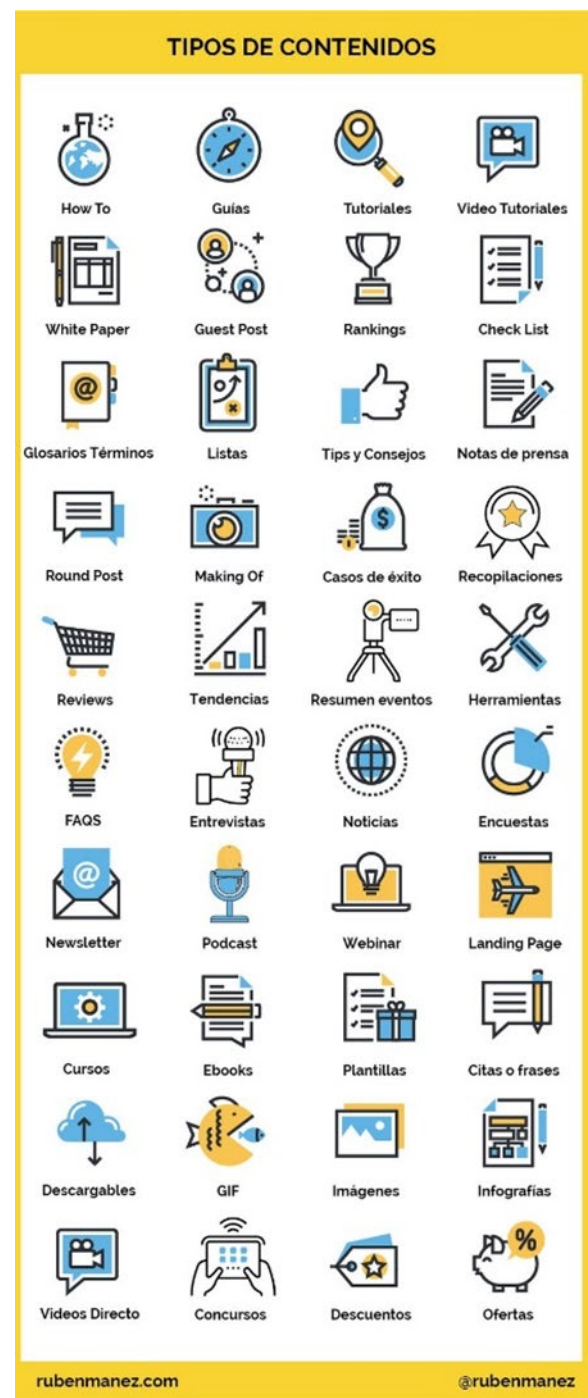 TIPOS DE CONTENIDOS
How To Guías Tutoriales Video Tutoriales
White Paper Guest Post Rankings Check List
Glosarios Términos Listas Tips y Consejos Notas de prensa
Round Post Making Of Casos de éxito Recopilaciones
Reviews Tendencias Resumen eventos Herramientas
FAQS Entrevistas Noticias Encuestas
Newsletter Podcast Webinar Landing Page
Cursos Ebooks Plantillas Citas o frases
Descargables GIF Imágenes Infografías
Videos Directo Concursos Descuentos Ofertas
rubenmanez.com @rubenmanez